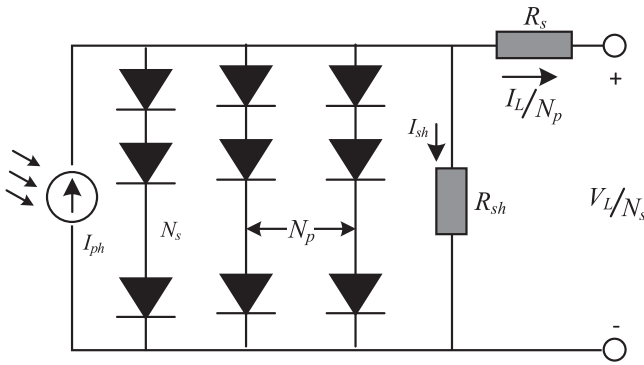 R_s
+
I_L/N_p
I_sh
R_sh
V_L/N_s
I_ph
N_s
N_p
-